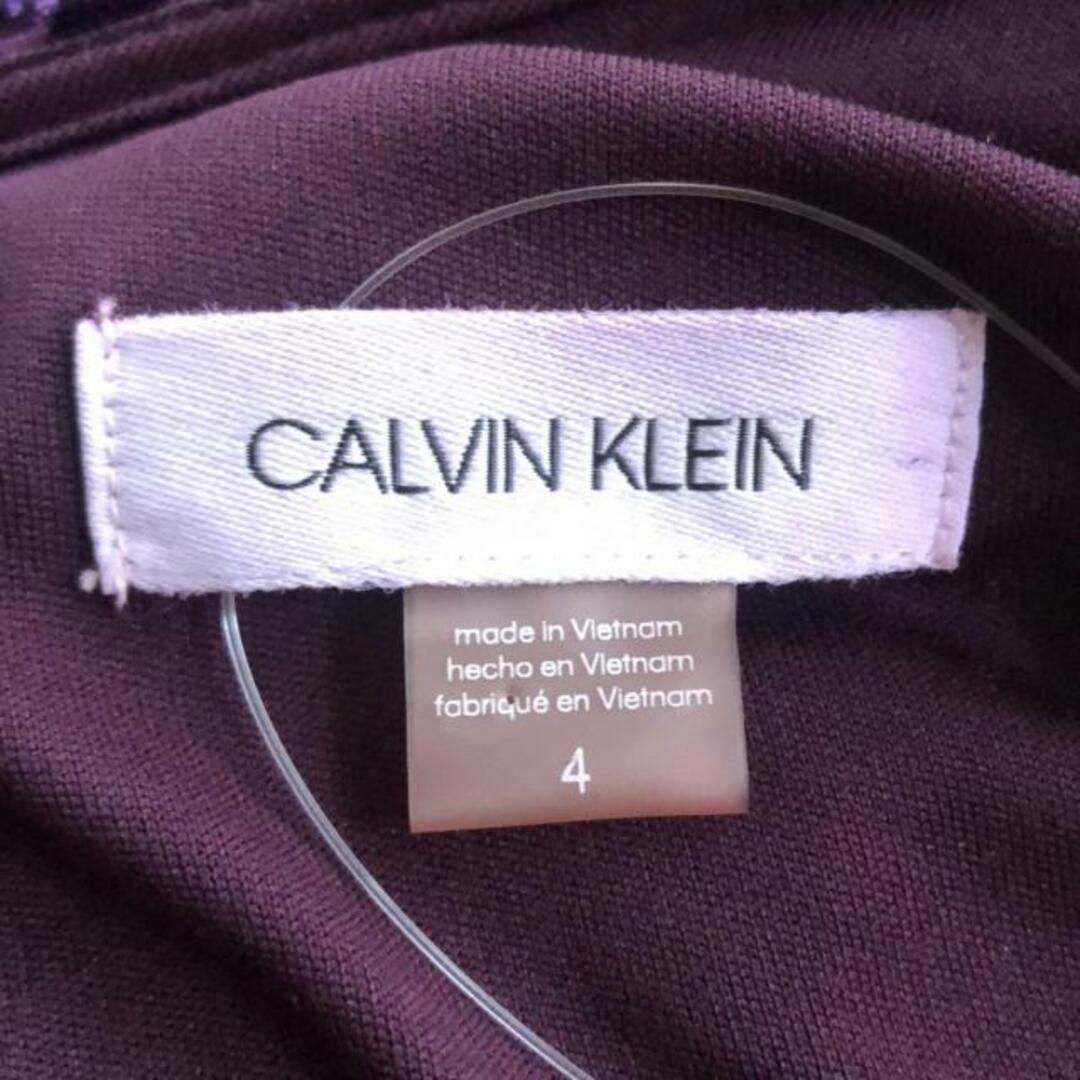 CALVIN KLEIN
made in Vietnam
hecho en Vietnam
fabriqué en Vietnam
4